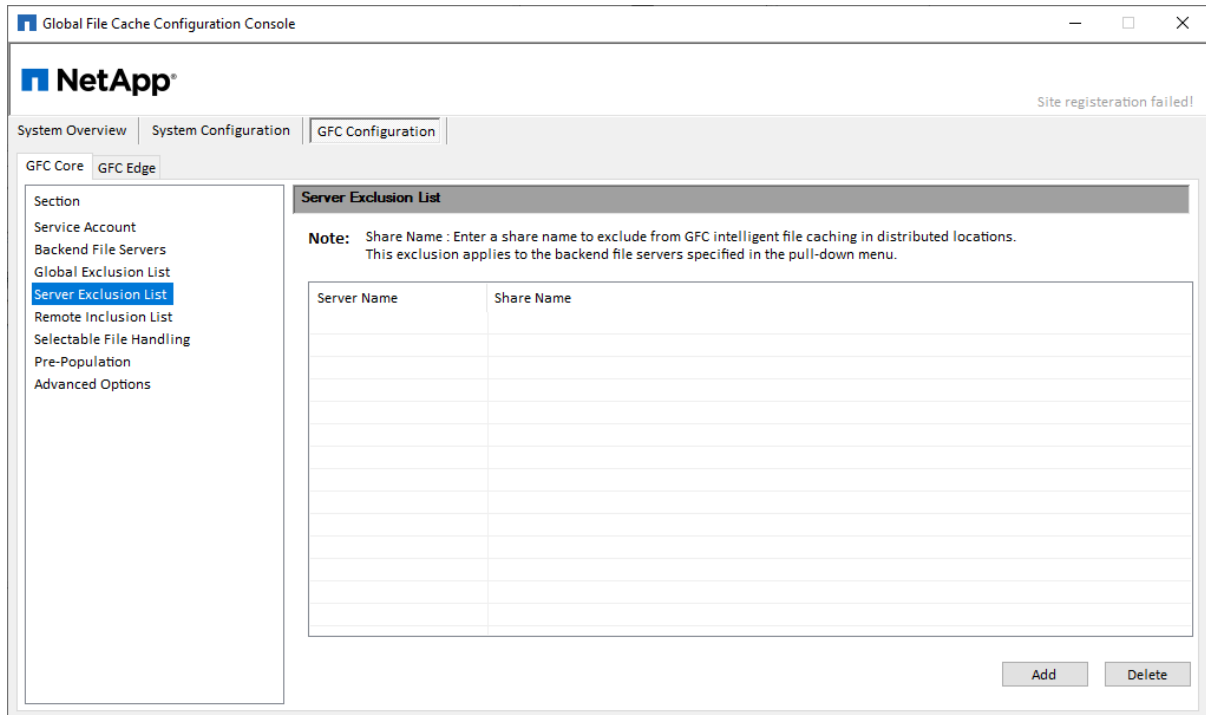 Global File Cache Configuration Console
NetApp®
Site registeration failed!
System Overview System Configuration GFC Configuration
GFC Core GFC Edge
Section
Service Account
Backend File Servers
Global Exclusion List
Server Exclusion List
Remote Inclusion List
Selectable File Handling
Pre-Population
Advanced Options
Server Exclusion List
Note: Share Name : Enter a share name to exclude from GFC intelligent file caching in distributed locations.
This exclusion applies to the backend file servers specified in the pull-down menu.
Server Name Share Name
Add Delete